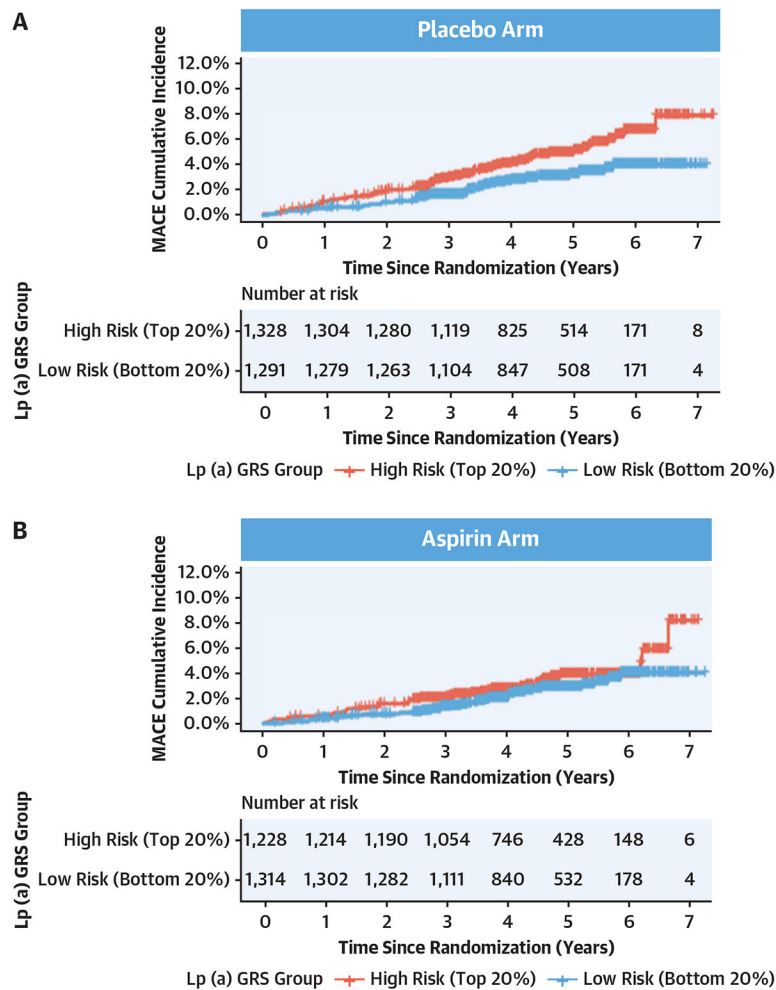 A
Placebo Arm
MACE Cumulative Incidence
12.0%
10.0%
8.0%
6.0%
4.0%
2.0%
0.0%
0 1 2 3 4 5 6 7
Time Since Randomization (Years)
Number at risk
Lp (a) GRS Group
High Risk (Top 20%) 1,328 1,304 1,280 1,119 825 514 171 8
Low Risk (Bottom 20%) 1,291 1,279 1,263 1,104 847 508 171 4
0 1 2 3 4 5 6 7
Time Since Randomization (Years)
Lp (a) GRS Group High Risk (Top 20%) Low Risk (Bottom 20%)
B
Aspirin Arm
MACE Cumulative Incidence
12.0%
10.0%
8.0%
6.0%
4.0%
2.0%
0.0%
0 1 2 3 4 5 6 7
Time Since Randomization (Years)
Number at risk
Lp (a) GRS Group
High Risk (Top 20%) 1,228 1,214 1,190 1,054 746 428 148 6
Low Risk (Bottom 20%) 1,314 1,302 1,282 1,111 840 532 178 4
0 1 2 3 4 5 6 7
Time Since Randomization (Years)
Lp (a) GRS Group High Risk (Top 20%) Low Risk (Bottom 20%)